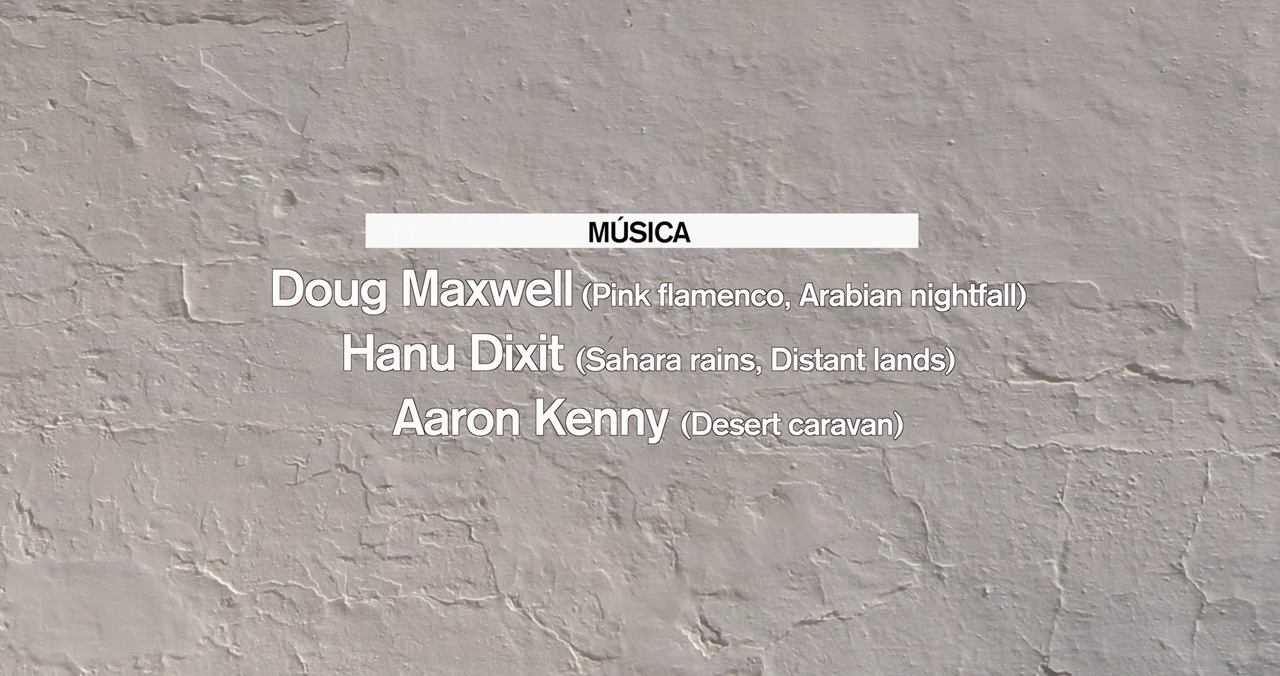 MÚSICA
Doug Maxwell (Pink flamenco, Arabian nightfall)
Hanu Dixit (Sahara rains, Distant lands)
Aaron Kenny (Desert caravan)